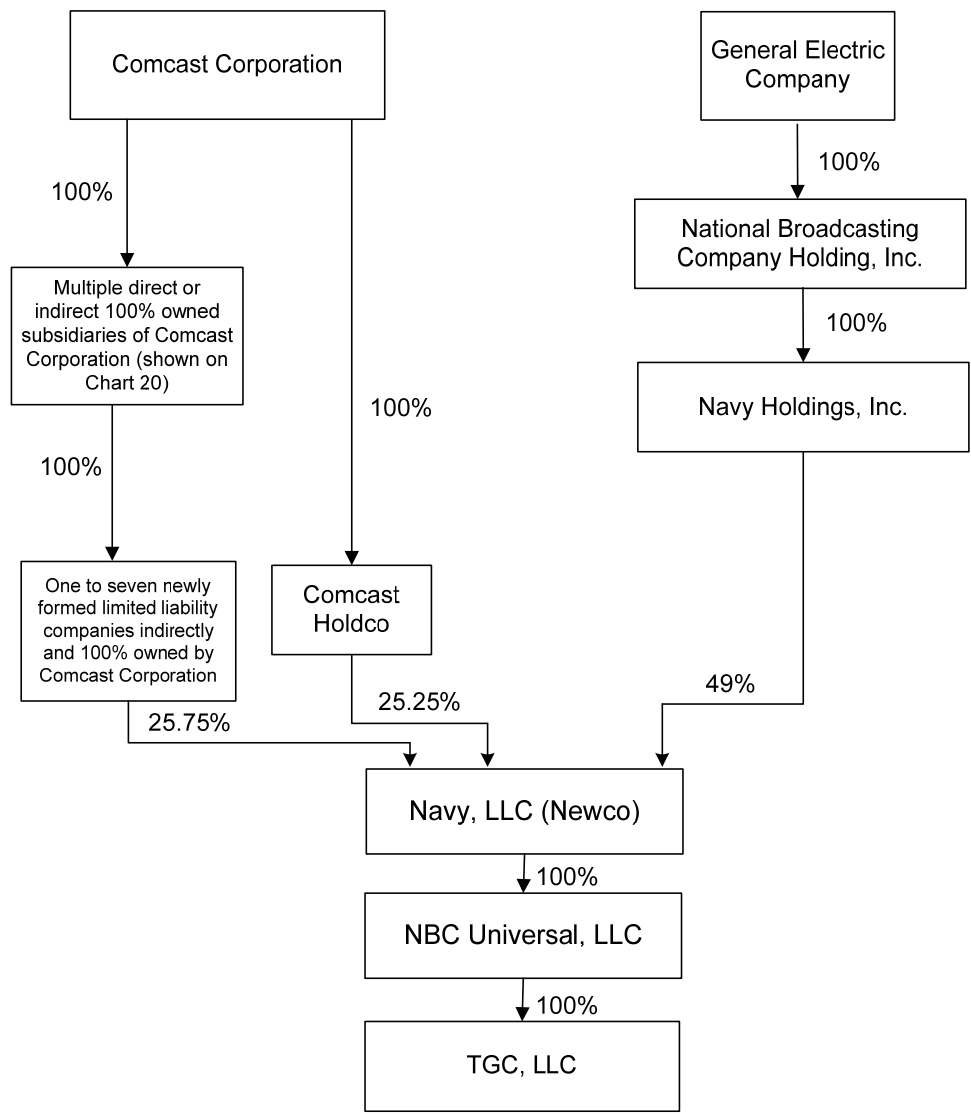 Comcast Corporation
General Electric
Company
100%
100%
National Broadcasting
Company Holding, Inc.
Multiple direct or
indirect 100% owned
subsidiaries of Comcast
Corporation (shown on
Chart 20)
100%
Navy Holdings, Inc.
100%
100%
One to seven newly
formed limited liability
companies indirectly
and 100% owned by
Comcast Corporation
Comcast
Holdco
49%
25.25%
25.75%
Navy, LLC (Newco)
100%
NBC Universal, LLC
100%
TGC, LLC